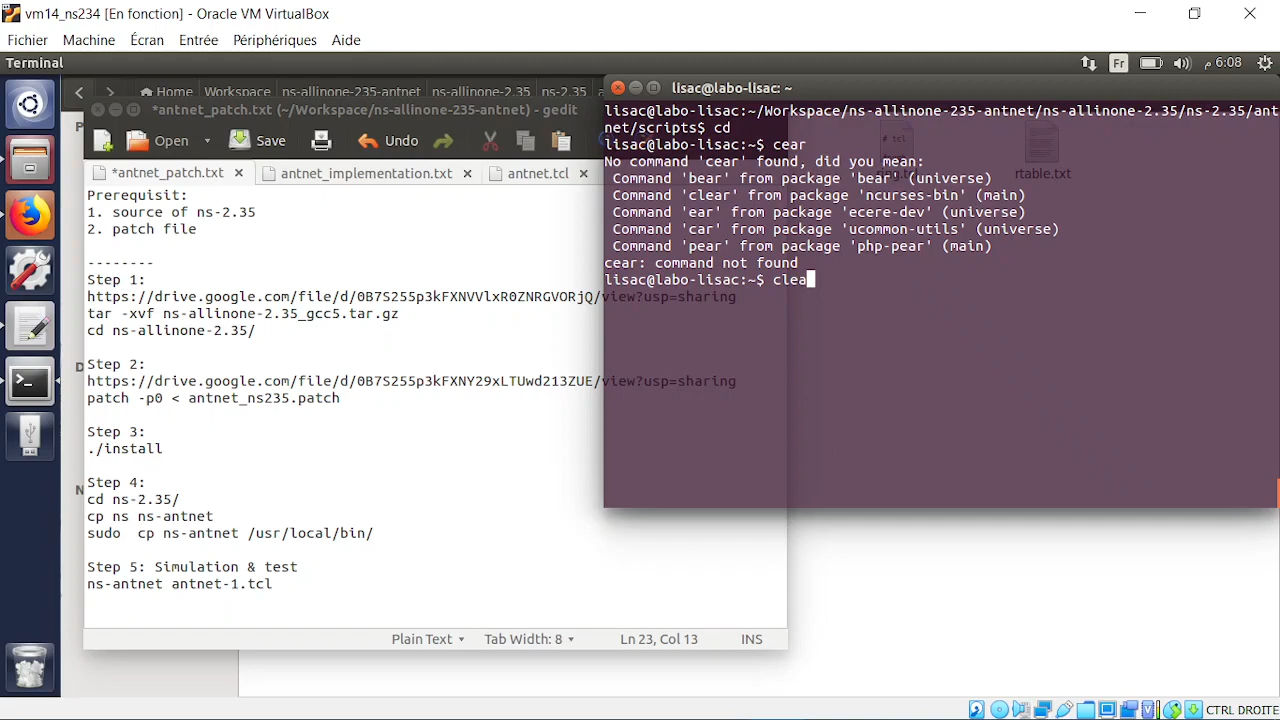 vm14_ns234 [En fonction] - Oracle VM VirtualBox
Fichier Machine Écran Entrée Périphériques Aide
Terminal Fr 6:08 م
Home Workspace ns-allinone-235-antnet ns-allinone-2.35 ns-2.35
*antnet_patch.txt (~/Workspace/ns-allinone-235-antnet) - gedit
Open Save Undo
*antnet_patch.txt antnet_implementation.txt antnet.tcl
Prerequisit:
1. source of ns-2.35
2. patch file
--------
Step 1:
https://drive.google.com/file/d/0B7S255p3kFXNVVlxR0ZNRGVORjQ/view?usp=sharing
tar -xvf ns-allinone-2.35_gcc5.tar.gz
cd ns-allinone-2.35/
Step 2:
https://drive.google.com/file/d/0B7S255p3kFXNY29xLTUwd213ZUE/view?usp=sharing
patch -p0 < antnet_ns235.patch
Step 3:
./install
Step 4:
cd ns-2.35/
cp ns ns-antnet
sudo  cp ns-antnet /usr/local/bin/
Step 5: Simulation & test
ns-antnet antnet-1.tcl
Plain Text Tab Width: 8 Ln 23, Col 13 INS
lisac@labo-lisac: ~
lisac@labo-lisac:~/Workspace/ns-allinone-235-antnet/ns-allinone-2.35/ns-2.35/ant
net/scripts$ cd
lisac@labo-lisac:~$ cear
No command 'cear' found, did you mean:
 Command 'bear' from package 'bear' (universe)
 Command 'clear' from package 'ncurses-bin' (main)
 Command 'ear' from package 'ecere-dev' (universe)
 Command 'car' from package 'ucommon-utils' (universe)
 Command 'pear' from package 'php-pear' (main)
cear: command not found
lisac@labo-lisac:~$ clea
rtable.txt
CTRL DROITE